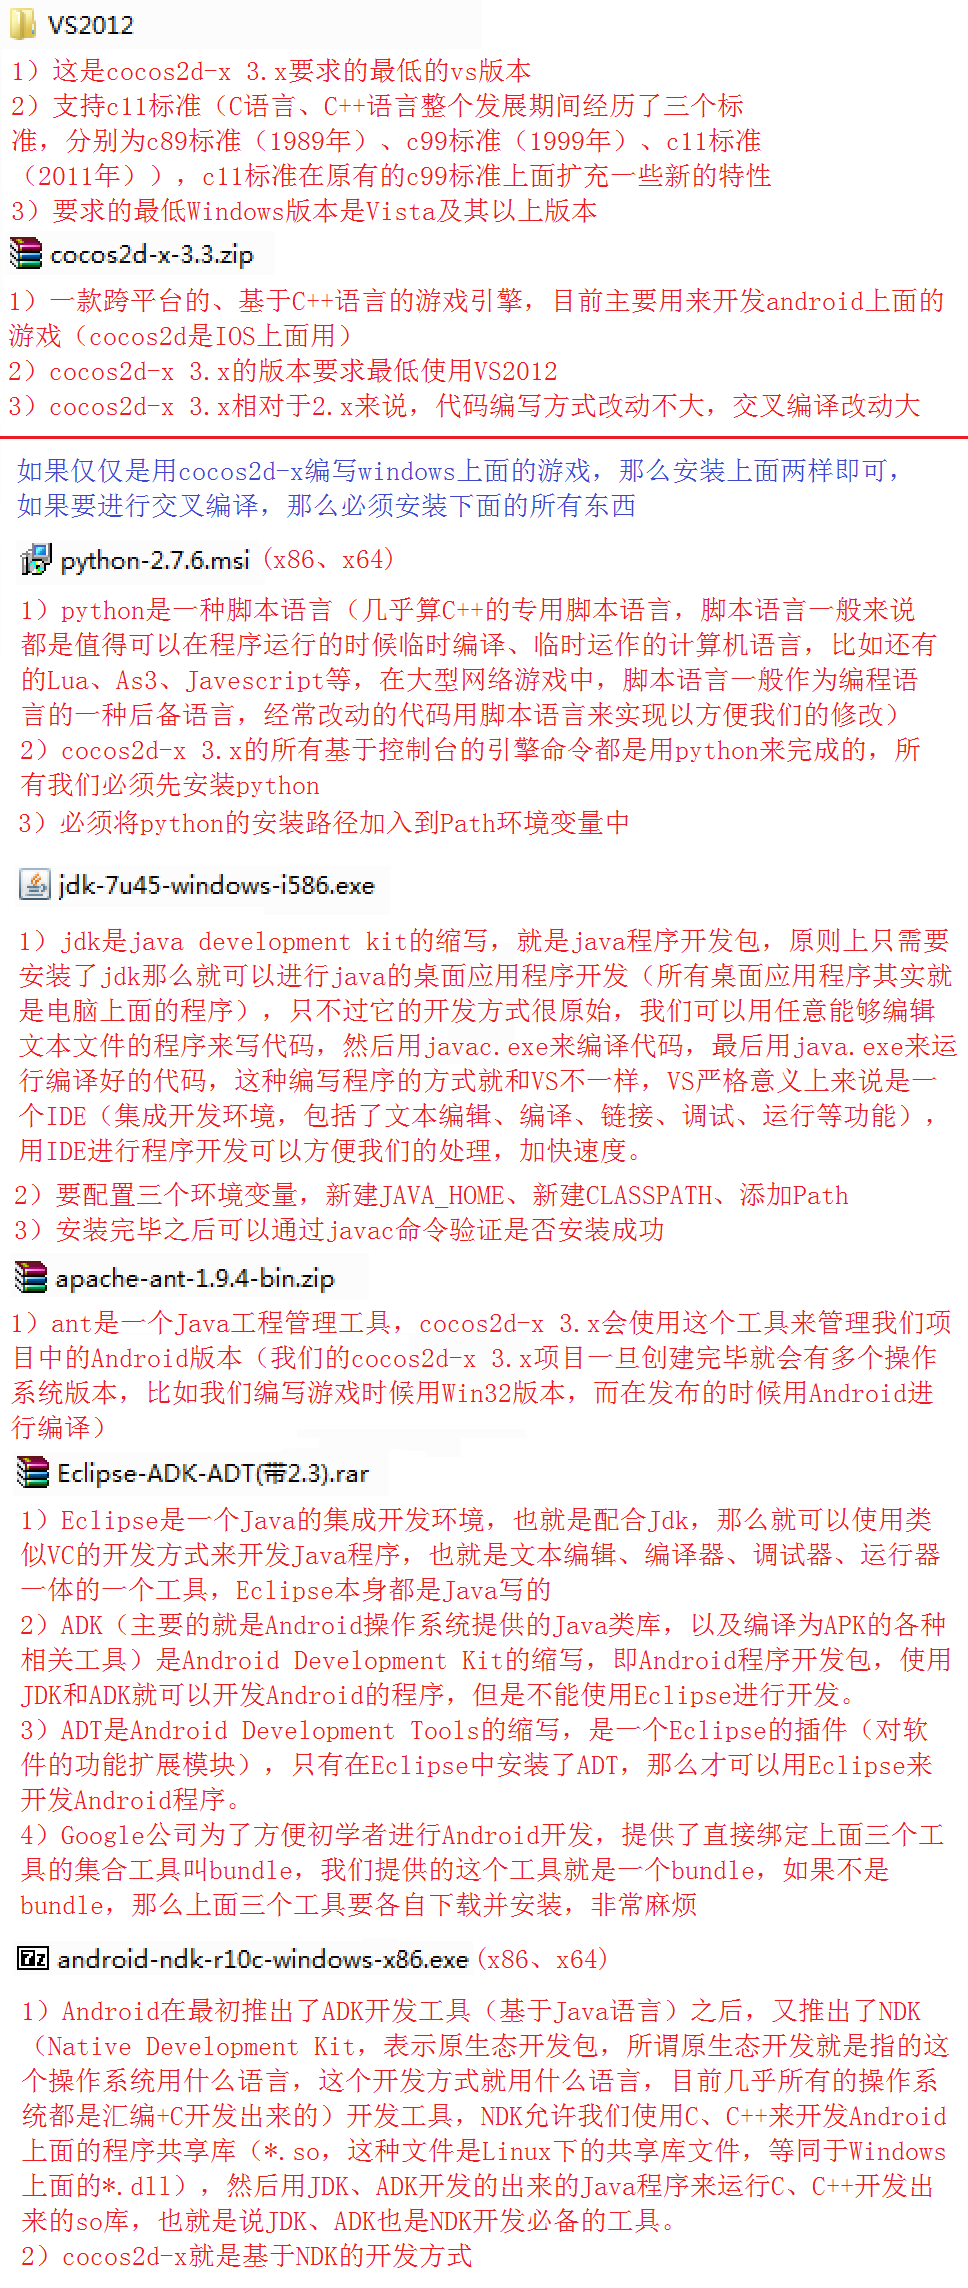 VS2012
1）这是cocos2d-x 3.x要求的最低的vs版本
2）支持c11标准（C语言、C++语言整个发展期间经历了三个标
准，分别为c89标准（1989年）、c99标准（1999年）、c11标准
（2011年）），c11标准在原有的c99标准上面扩充一些新的特性
3）要求的最低Windows版本是Vista及其以上版本
cocos2d-x-3.3.zip
1）一款跨平台的、基于C++语言的游戏引擎，目前主要用来开发android上面的
游戏（cocos2d是IOS上面用）
2）cocos2d-x 3.x的版本要求最低使用VS2012
3）cocos2d-x 3.x相对于2.x来说，代码编写方式改动不大，交叉编译改动大
如果仅仅是用cocos2d-x编写windows上面的游戏，那么安装上面两样即可，
如果要进行交叉编译，那么必须安装下面的所有东西
python-2.7.6.msi（x86、x64）
1）python是一种脚本语言（几乎算C++的专用脚本语言，脚本语言一般来说
都是值得可以在程序运行的时候临时编译、临时运作的计算机语言，比如还有
的Lua、As3、Javescript等，在大型网络游戏中，脚本语言一般作为编程语
言的一种后备语言，经常改动的代码用脚本语言来实现以方便我们的修改）
2）cocos2d-x 3.x的所有基于控制台的引擎命令都是用python来完成的，所
有我们必须先安装python
3）必须将python的安装路径加入到Path环境变量中
jdk-7u45-windows-i586.exe
1）jdk是java development kit的缩写，就是java程序开发包，原则上只需要
安装了jdk那么就可以进行java的桌面应用程序开发（所有桌面应用程序其实就
是电脑上面的程序），只不过它的开发方式很原始，我们可以用任意能够编辑
文本文件的程序来写代码，然后用javac.exe来编译代码，最后用java.exe来运
行编译好的代码，这种编写程序的方式就和VS不一样，VS严格意义上来说是一
个IDE（集成开发环境，包括了文本编辑、编译、链接、调试、运行等功能），
用IDE进行程序开发可以方便我们的处理，加快速度。
2）要配置三个环境变量，新建JAVA_HOME、新建CLASSPATH、添加Path
3）安装完毕之后可以通过javac命令验证是否安装成功
apache-ant-1.9.4-bin.zip
1）ant是一个Java工程管理工具，cocos2d-x 3.x会使用这个工具来管理我们项
目中的Android版本（我们的cocos2d-x 3.x项目一旦创建完毕就会有多个操作
系统版本，比如我们编写游戏时候用Win32版本，而在发布的时候用Android进
行编译）
Eclipse-ADK-ADT(带2.3).rar
1）Eclipse是一个Java的集成开发环境，也就是配合Jdk，那么就可以使用类
似VC的开发方式来开发Java程序，也就是文本编辑、编译器、调试器、运行器
一体的一个工具，Eclipse本身都是Java写的
2）ADK（主要的就是Android操作系统提供的Java类库，以及编译为APK的各种
相关工具）是Android Development Kit的缩写，即Android程序开发包，使用
JDK和ADK就可以开发Android的程序，但是不能使用Eclipse进行开发。
3）ADT是Android Development Tools的缩写，是一个Eclipse的插件（对软
件的功能扩展模块），只有在Eclipse中安装了ADT，那么才可以用Eclipse来
开发Android程序。
4）Google公司为了方便初学者进行Android开发，提供了直接绑定上面三个工
具的集合工具叫bundle，我们提供的这个工具就是一个bundle，如果不是
bundle，那么上面三个工具要各自下载并安装，非常麻烦
android-ndk-r10c-windows-x86.exe（x86、x64）
1）Android在最初推出了ADK开发工具（基于Java语言）之后，又推出了NDK
（Native Development Kit，表示原生态开发包，所谓原生态开发就是指的这
个操作系统用什么语言，这个开发方式就用什么语言，目前几乎所有的操作系
统都是汇编+C开发出来的）开发工具，NDK允许我们使用C、C++来开发Android
上面的程序共享库（*.so，这种文件是Linux下的共享库文件，等同于Windows
上面的*.dll），然后用JDK、ADK开发的出来的Java程序来运行C、C++开发出
来的so库，也就是说JDK、ADK也是NDK开发必备的工具。
2）cocos2d-x就是基于NDK的开发方式